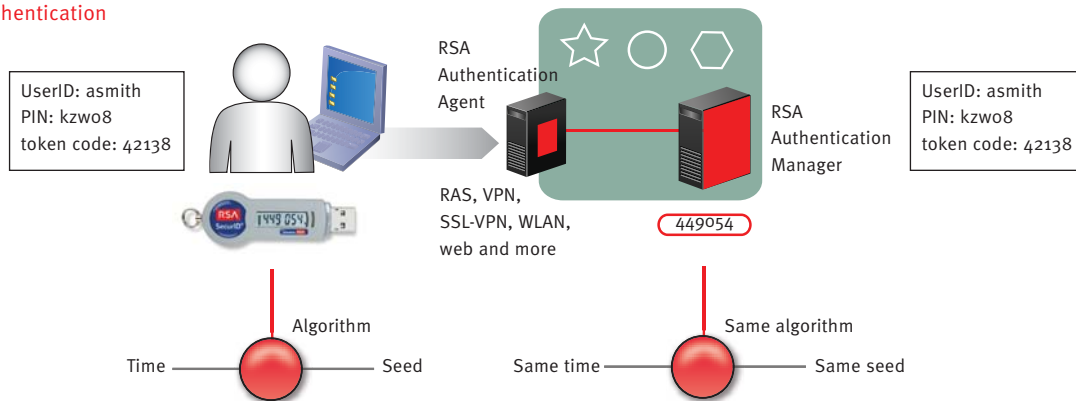 hentication
UserID: asmith
PIN: kzwo8
token code: 42138
RSA
Authentication
Agent
RSA
Authentication
Manager
UserID: asmith
PIN: kzwo8
token code: 42138
RSA
SecurID
449 054
RAS, VPN,
SSL-VPN, WLAN,
web and more
449054
Algorithm
Time
Seed
Same algorithm
Same time
Same seed